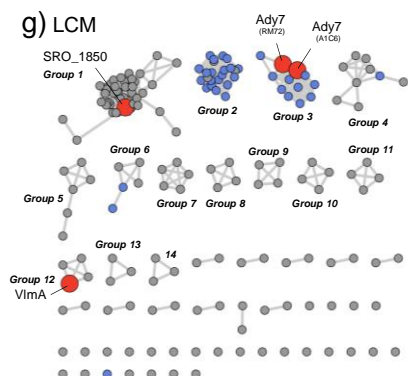 g) LCM
SRO_1850
Ady7
(RM72)
Ady7
(A1C6)
Group 1
Group 2
Group 3
Group 4
Group 5
Group 6
Group 7
Group 8
Group 9
Group 10
Group 11
Group 12
Group 13
14
VlmA